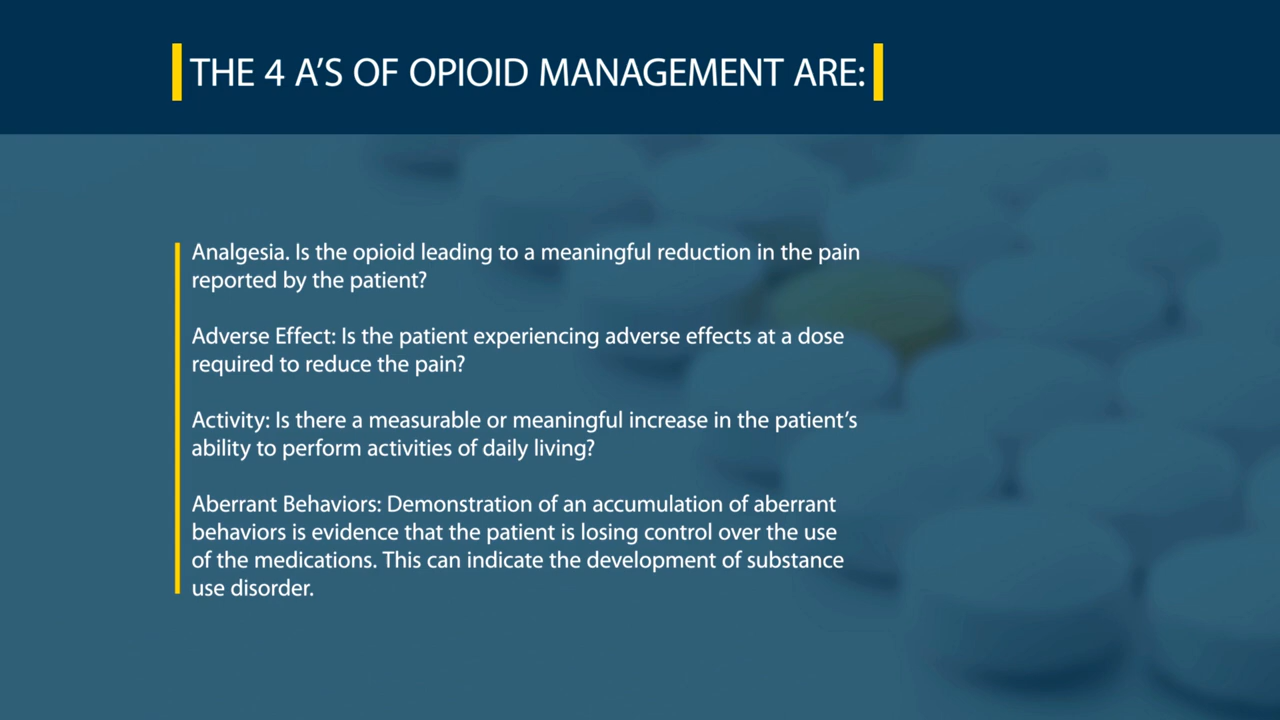 THE 4 A’S OF OPIOID MANAGEMENT ARE:
Analgesia. Is the opioid leading to a meaningful reduction in the pain
reported by the patient?
Adverse Effect: Is the patient experiencing adverse effects at a dose
required to reduce the pain?
Activity: Is there a measurable or meaningful increase in the patient’s
ability to perform activities of daily living?
Aberrant Behaviors: Demonstration of an accumulation of aberrant
behaviors is evidence that the patient is losing control over the use
of the medications. This can indicate the development of substance
use disorder.